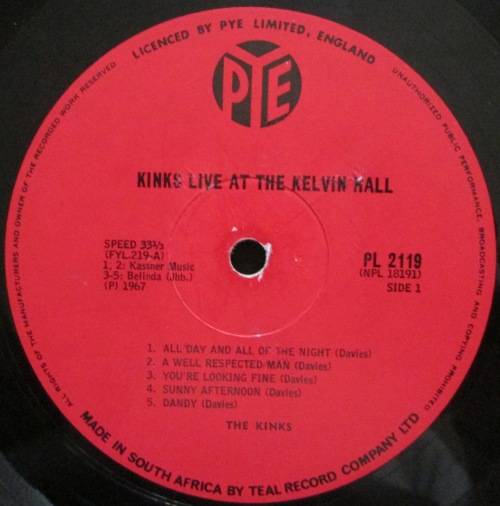 LICENCED BY PYE LIMITED, ENGLAND
UNAUTHORIZED PUBLIC PERFORMANCE, BROADCASTING AND COPYING PROHIBITED
ALL RIGHTS OF THE MANUFACTURERS AND OWNER OF THE RECORDED WORK RESERVED
PYE
KINKS LIVE AT THE KELVIN HALL
SPEED 33⅓
(FYL.219-A)
1, 2: Kassner Music
3-5: Belinda (Jhb.)
(P) 1967
PL 2119
(NPL 18191)
SIDE 1
1. ALL DAY AND ALL OF THE NIGHT (Davies)
2. A WELL RESPECTED MAN (Davies)
3. YOU'RE LOOKING FINE (Davies)
4. SUNNY AFTERNOON (Davies)
5. DANDY (Davies)
THE KINKS
MADE IN SOUTH AFRICA BY TEAL RECORD COMPANY LTD